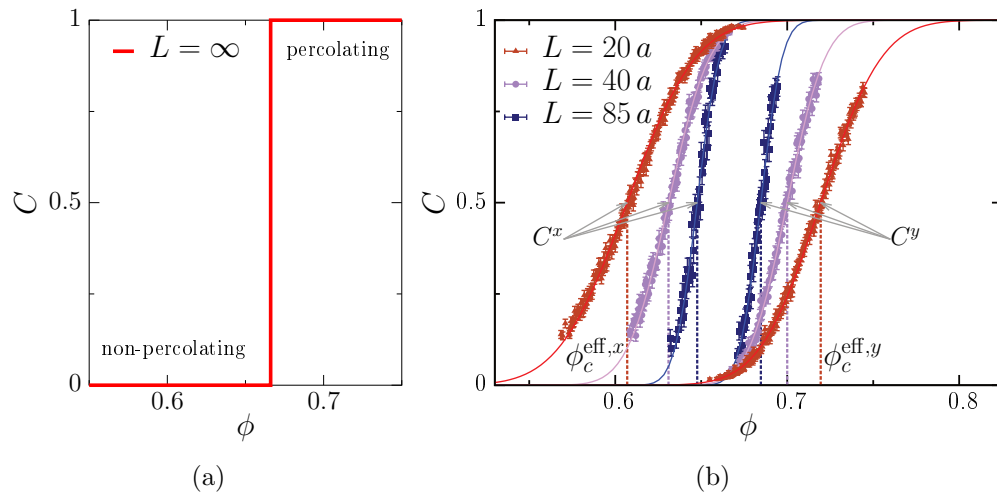 1
L = ∞
percolating
C
0.5
non-percolating
0
0.6
0.7
ϕ
(a)
1
L = 20 a
L = 40 a
L = 85 a
C
0.5
C^x
C^y
ϕ_c^{eff,x}
ϕ_c^{eff,y}
0
0.6
0.7
0.8
ϕ
(b)